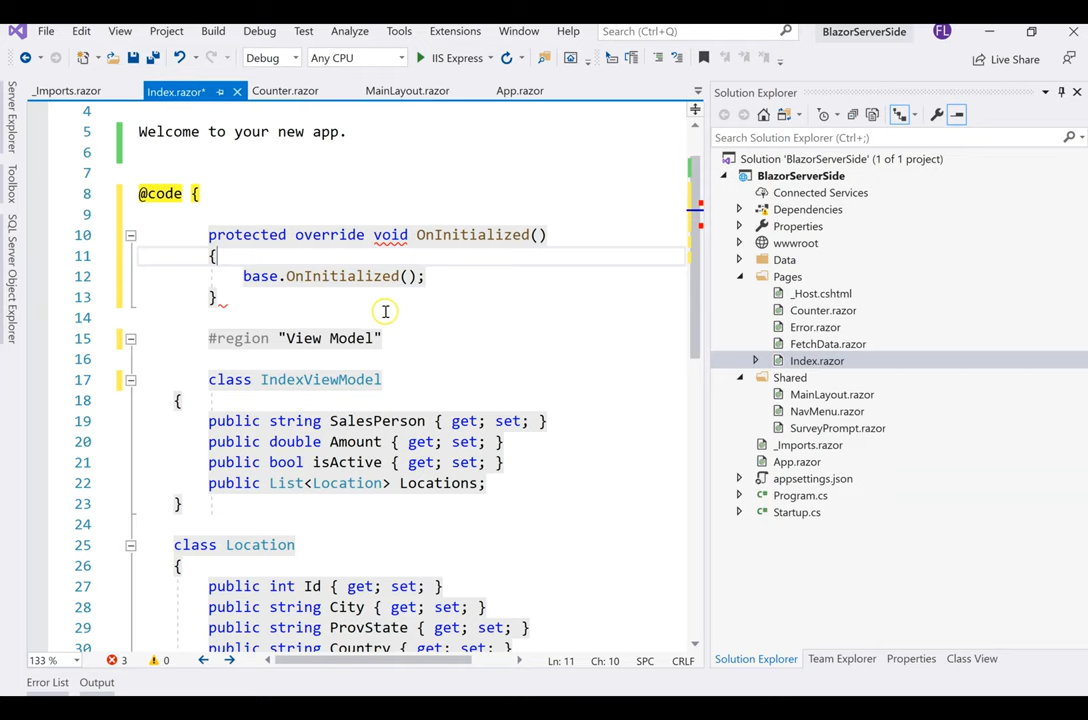 File Edit View Project Build Debug Test Analyze Tools Extensions Window Help Search (Ctrl+Q) BlazorServerSide FL
Debug Any CPU IIS Express Live Share
_Imports.razor Index.razor* Counter.razor MainLayout.razor App.razor
Server Explorer
Toolbox
SQL Server Object Explorer
4
5 Welcome to your new app.
6
7
8 @code {
9
10 protected override void OnInitialized()
11 {
12 base.OnInitialized();
13 }
14
15 #region "View Model"
16
17 class IndexViewModel
18 {
19 public string SalesPerson { get; set; }
20 public double Amount { get; set; }
21 public bool isActive { get; set; }
22 public List<Location> Locations;
23 }
24
25 class Location
26 {
27 public int Id { get; set; }
28 public string City { get; set; }
29 public string ProvState { get; set; }
30 public string Country { get; set; }
133 % 3 0 Ln: 11 Ch: 10 SPC CRLF
Error List Output
Solution Explorer
Search Solution Explorer (Ctrl+;)
Solution 'BlazorServerSide' (1 of 1 project)
BlazorServerSide
Connected Services
Dependencies
Properties
wwwroot
Data
Pages
_Host.cshtml
Counter.razor
Error.razor
FetchData.razor
Index.razor
Shared
MainLayout.razor
NavMenu.razor
SurveyPrompt.razor
_Imports.razor
App.razor
appsettings.json
Program.cs
Startup.cs
Solution Explorer Team Explorer Properties Class View